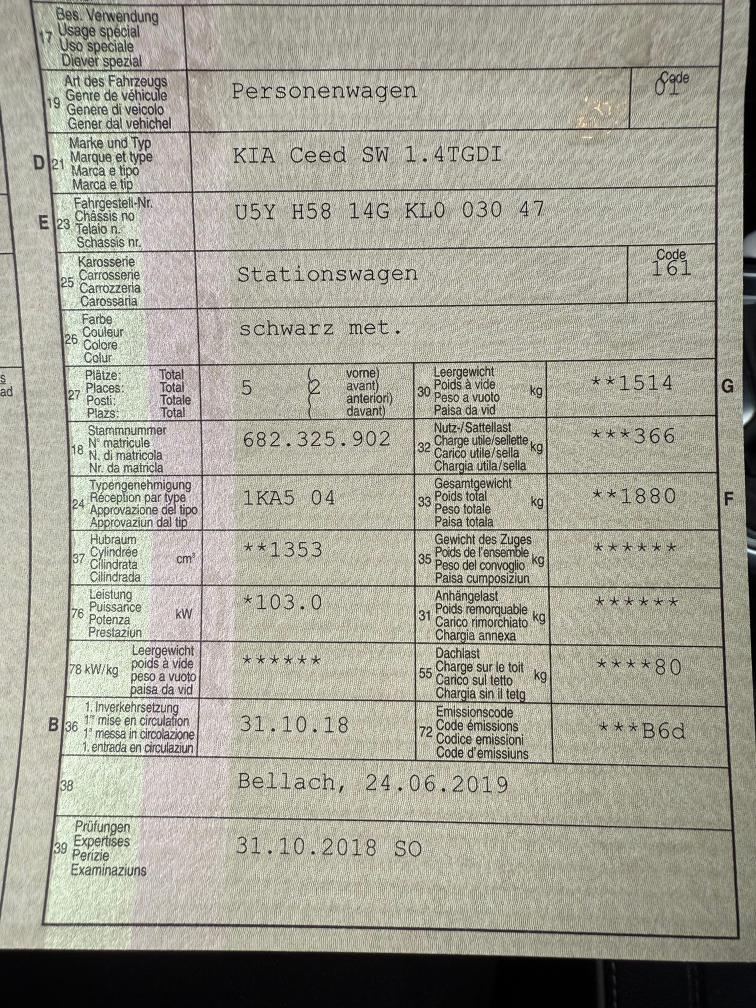 17 Bes. Verwendung
Usage spécial
Uso speciale
Diever spezial
19 Art des Fahrzeugs
Genre de véhicule
Genere di veicolo
Gener dal vehichel
Personenwagen
Code
01
D 21 Marke und Typ
Marque et type
Marca e tipo
Marca e tip
KIA Ceed SW 1.4TGDI
E 23 Fahrgestell-Nr.
Châssis no
Telaio n.
Schassis nr.
U5Y H58 14G KL0 030 47
25 Karosserie
Carrosserie
Carrozzeria
Carossaria
Stationswagen
Code
161
26 Farbe
Couleur
Colore
Colur
schwarz met.
27 Plätze: Total
Places: Total
Posti: Totale
Plazs: Total
5 ( 2 vorne)
( avant)
( anteriori)
( davant)
30 Leergewicht
Poids à vide
Peso a vuoto
Paisa da vid
kg
**1514
G
18 Stammnummer
N° matricule
N. di matricola
Nr. da matricla
682.325.902
32 Nutz-/Sattellast
Charge utile/sellette
Carico utile/sella
Chargia utila/sella
kg
***366
24 Typengenehmigung
Réception par type
Approvazione del tipo
Approvaziun dal tip
1KA5 04
33 Gesamtgewicht
Poids total
Peso totale
Paisa totala
kg
**1880
F
37 Hubraum
Cylindrée
Cilindrata
Cilindrada
cm³
**1353
35 Gewicht des Zuges
Poids de l'ensemble
Peso del convoglio
Paisa cumposiziun
kg
******
76 Leistung
Puissance
Potenza
Prestaziun
kW
*103.0
31 Anhängelast
Poids remorquable
Carico rimorchiato
Chargia annexa
kg
******
78 kW/kg Leergewicht
poids à vide
peso a vuoto
paisa da vid
******
55 Dachlast
Charge sur le toit
Carico sul tetto
Chargia sin il tetg
kg
****80
B 36 1. Inverkehrsetzung
1re mise en circulation
1a messa in circolazione
1. entrada en circulaziun
31.10.18
72 Emissionscode
Code émissions
Codice emissioni
Code d'emissiuns
***B6d
38
Bellach, 24.06.2019
39 Prüfungen
Expertises
Perizie
Examinaziuns
31.10.2018 SO